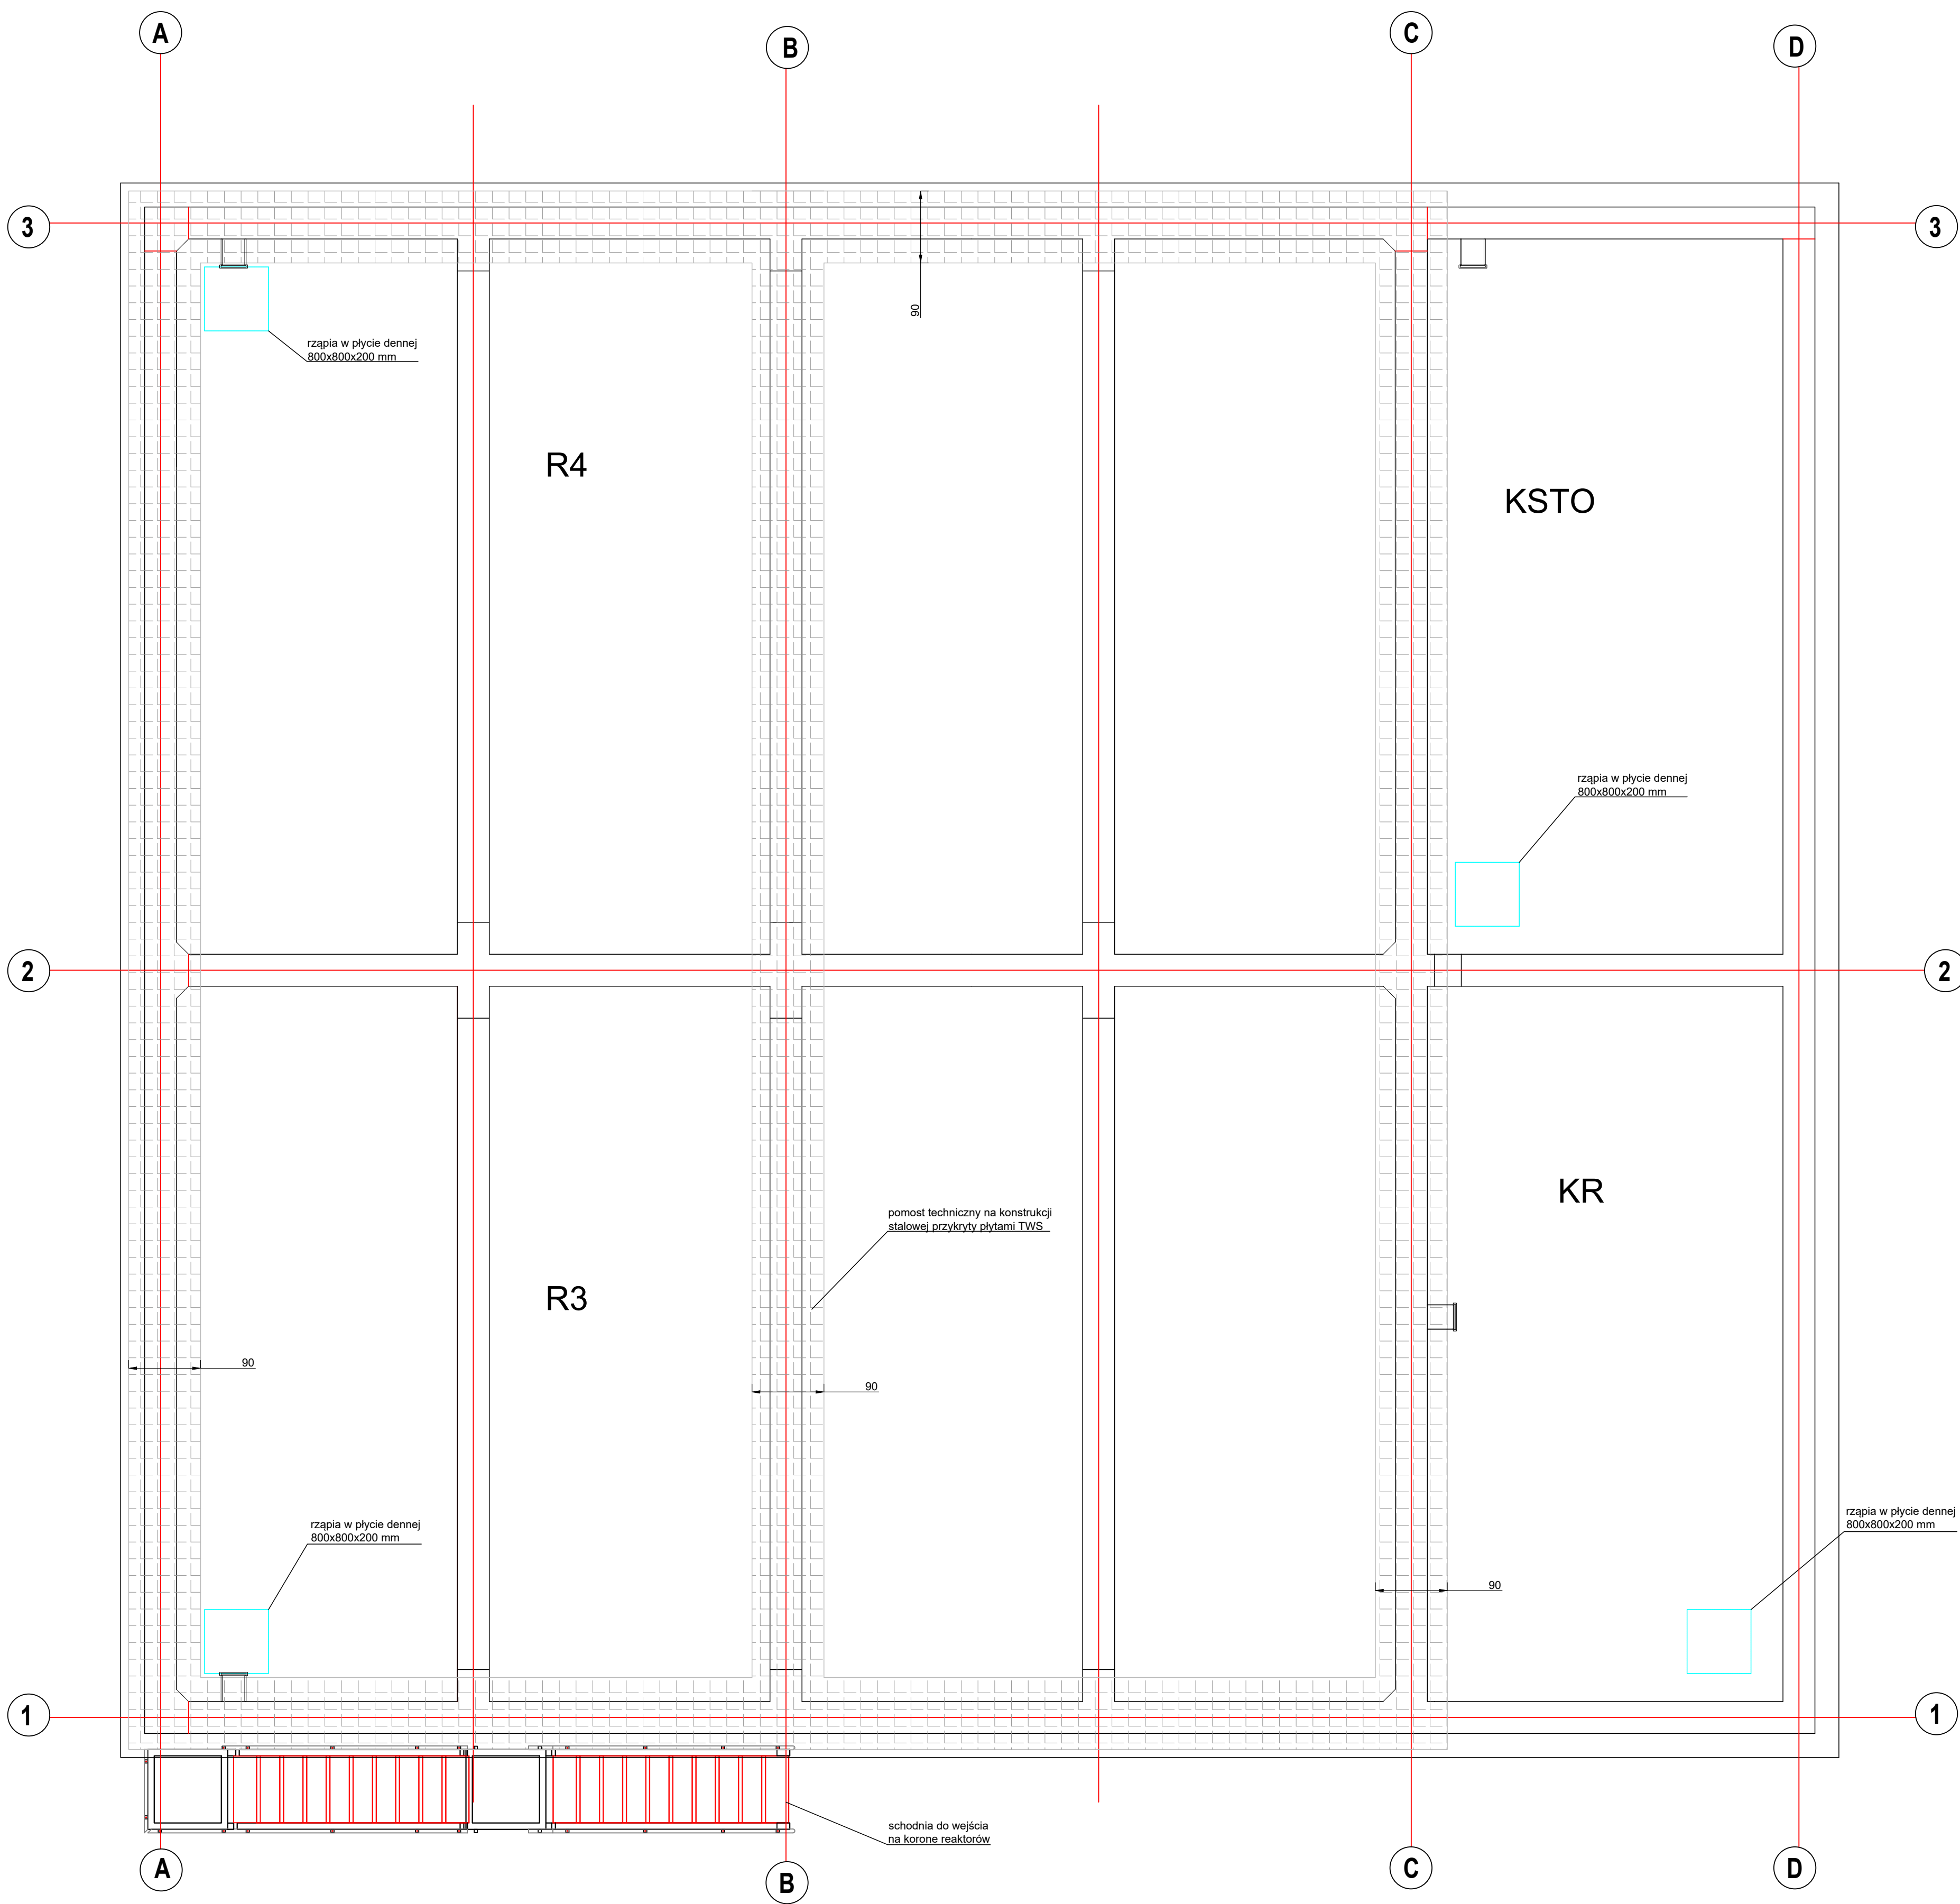 A
B
C
D
3
3
90
rząpia w płycie dennej
800x800x200 mm
R4
KSTO
rząpia w płycie dennej
800x800x200 mm
2
2
KR
pomost techniczny na konstrukcji
stalowej przykryty płytami TWS
R3
90
90
rząpia w płycie dennej
800x800x200 mm
rząpia w płycie dennej
800x800x200 mm
90
1
1
schodnia do wejścia
na korone reaktorów
A
B
C
D